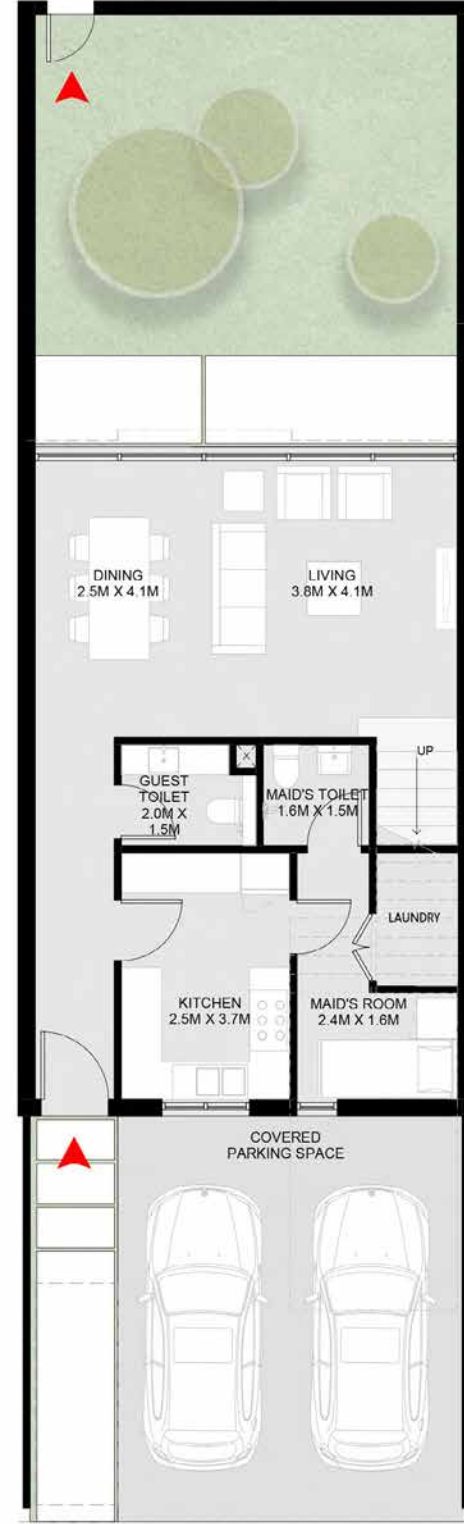 DINING
2.5M X 4.1M
LIVING
3.8M X 4.1M
UP
GUEST
TOILET
2.0M X
1.5M
X
MAID'S TOILET
1.6M X 1.5M
LAUNDRY
KITCHEN
2.5M X 3.7M
MAID'S ROOM
2.4M X 1.6M
COVERED
PARKING SPACE